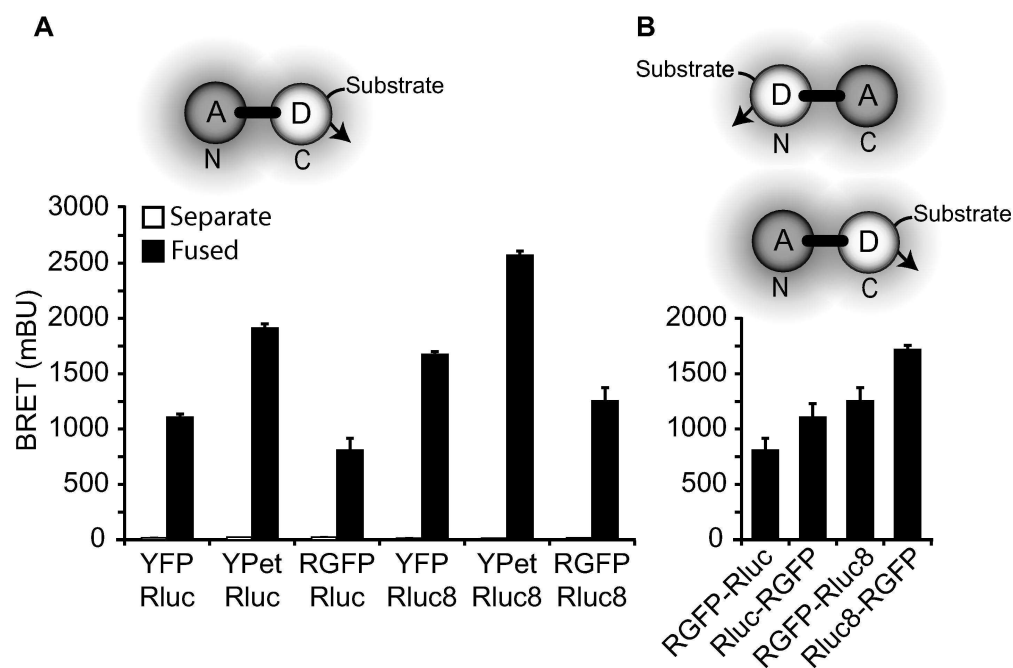 A
Substrate
A
D
N
C
3000
2500
2000
1500
1000
500
0
BRET (mBU)
Separate
Fused
YFP
Rluc
YPet
Rluc
RGFP
Rluc
YFP
Rluc8
YPet
Rluc8
RGFP
Rluc8
B
Substrate
D
A
N
C
Substrate
A
D
N
C
2000
1500
1000
500
0
RGFP-Rluc
Rluc-RGFP
RGFP-Rluc8
Rluc8-RGFP